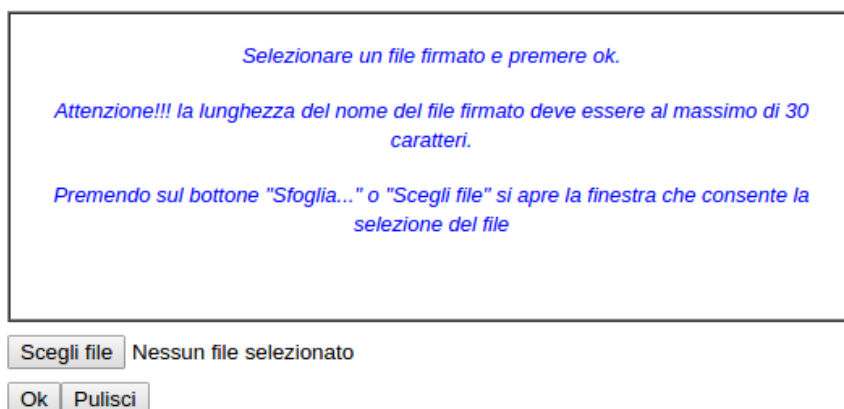 Selezionare un file firmato e premere ok.
Attenzione!!! la lunghezza del nome del file firmato deve essere al massimo di 30
caratteri.
Premendo sul bottone "Sfoglia..." o "Scegli file" si apre la finestra che consente la
selezione del file
Scegli file Nessun file selezionato
Ok Pulisci